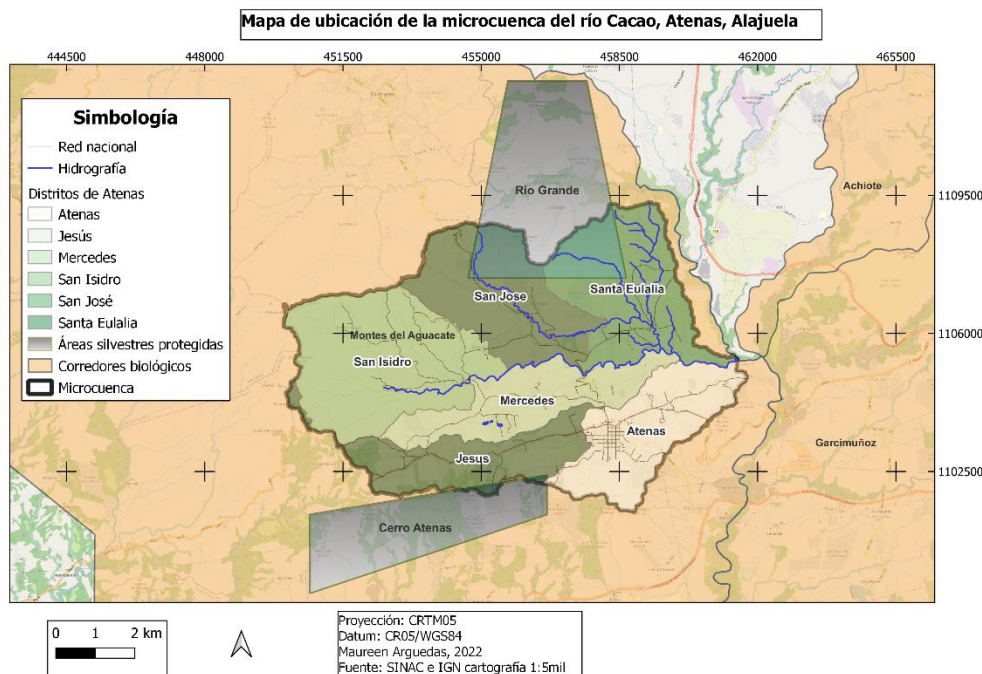 Mapa de ubicación de la microcuenca del río Cacao, Atenas, Alajuela
444500 448000 451500 455000 458500 462000 465500
Simbología
Red nacional
Hidrografía
Distritos de Atenas
Atenas
Jesús
Mercedes
San Isidro
San José
Santa Eulalia
Áreas silvestres protegidas
Corredores biológicos
Microcuenca
Río Grande
Achiote
1109500
San Jose
Santa Eulalia
Montes del Aguacate
1106000
San Isidro
Mercedes
Atenas
Garcimuñoz
Jesus
1102500
Cerro Atenas
0 1 2 km
Proyección: CRTM05
Datum: CR05/WGS84
Maureen Arguedas, 2022
Fuente: SINAC e IGN cartografía 1:5mil